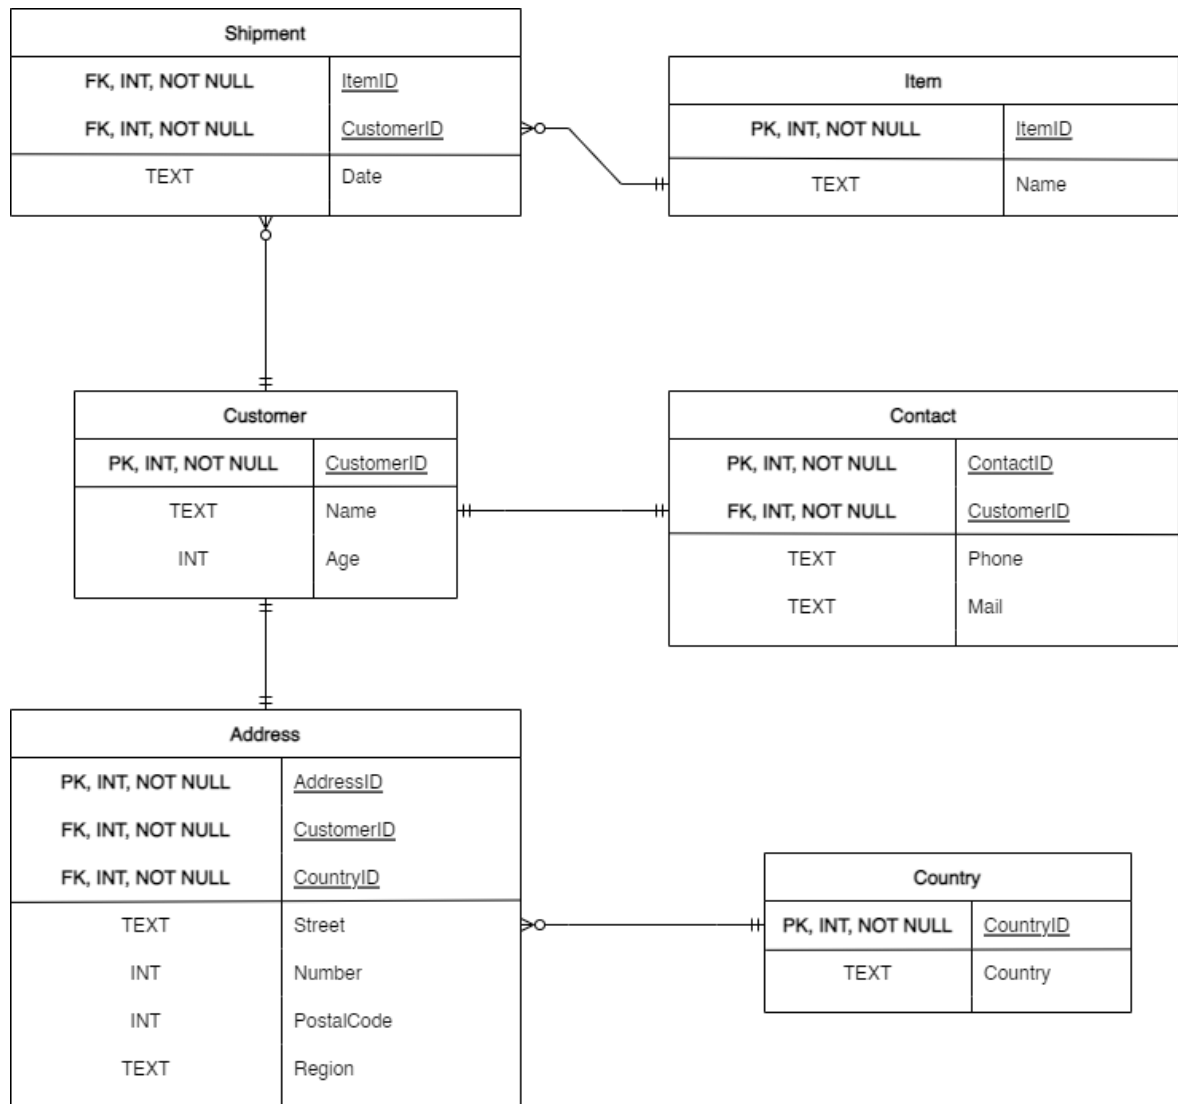 Shipment
FK, INT, NOT NULL ItemID
FK, INT, NOT NULL CustomerID
TEXT Date
Item
PK, INT, NOT NULL ItemID
TEXT Name
Customer
PK, INT, NOT NULL CustomerID
TEXT Name
INT Age
Contact
PK, INT, NOT NULL ContactID
FK, INT, NOT NULL CustomerID
TEXT Phone
TEXT Mail
Address
PK, INT, NOT NULL AddressID
FK, INT, NOT NULL CustomerID
FK, INT, NOT NULL CountryID
TEXT Street
INT Number
INT PostalCode
TEXT Region
Country
PK, INT, NOT NULL CountryID
TEXT Country